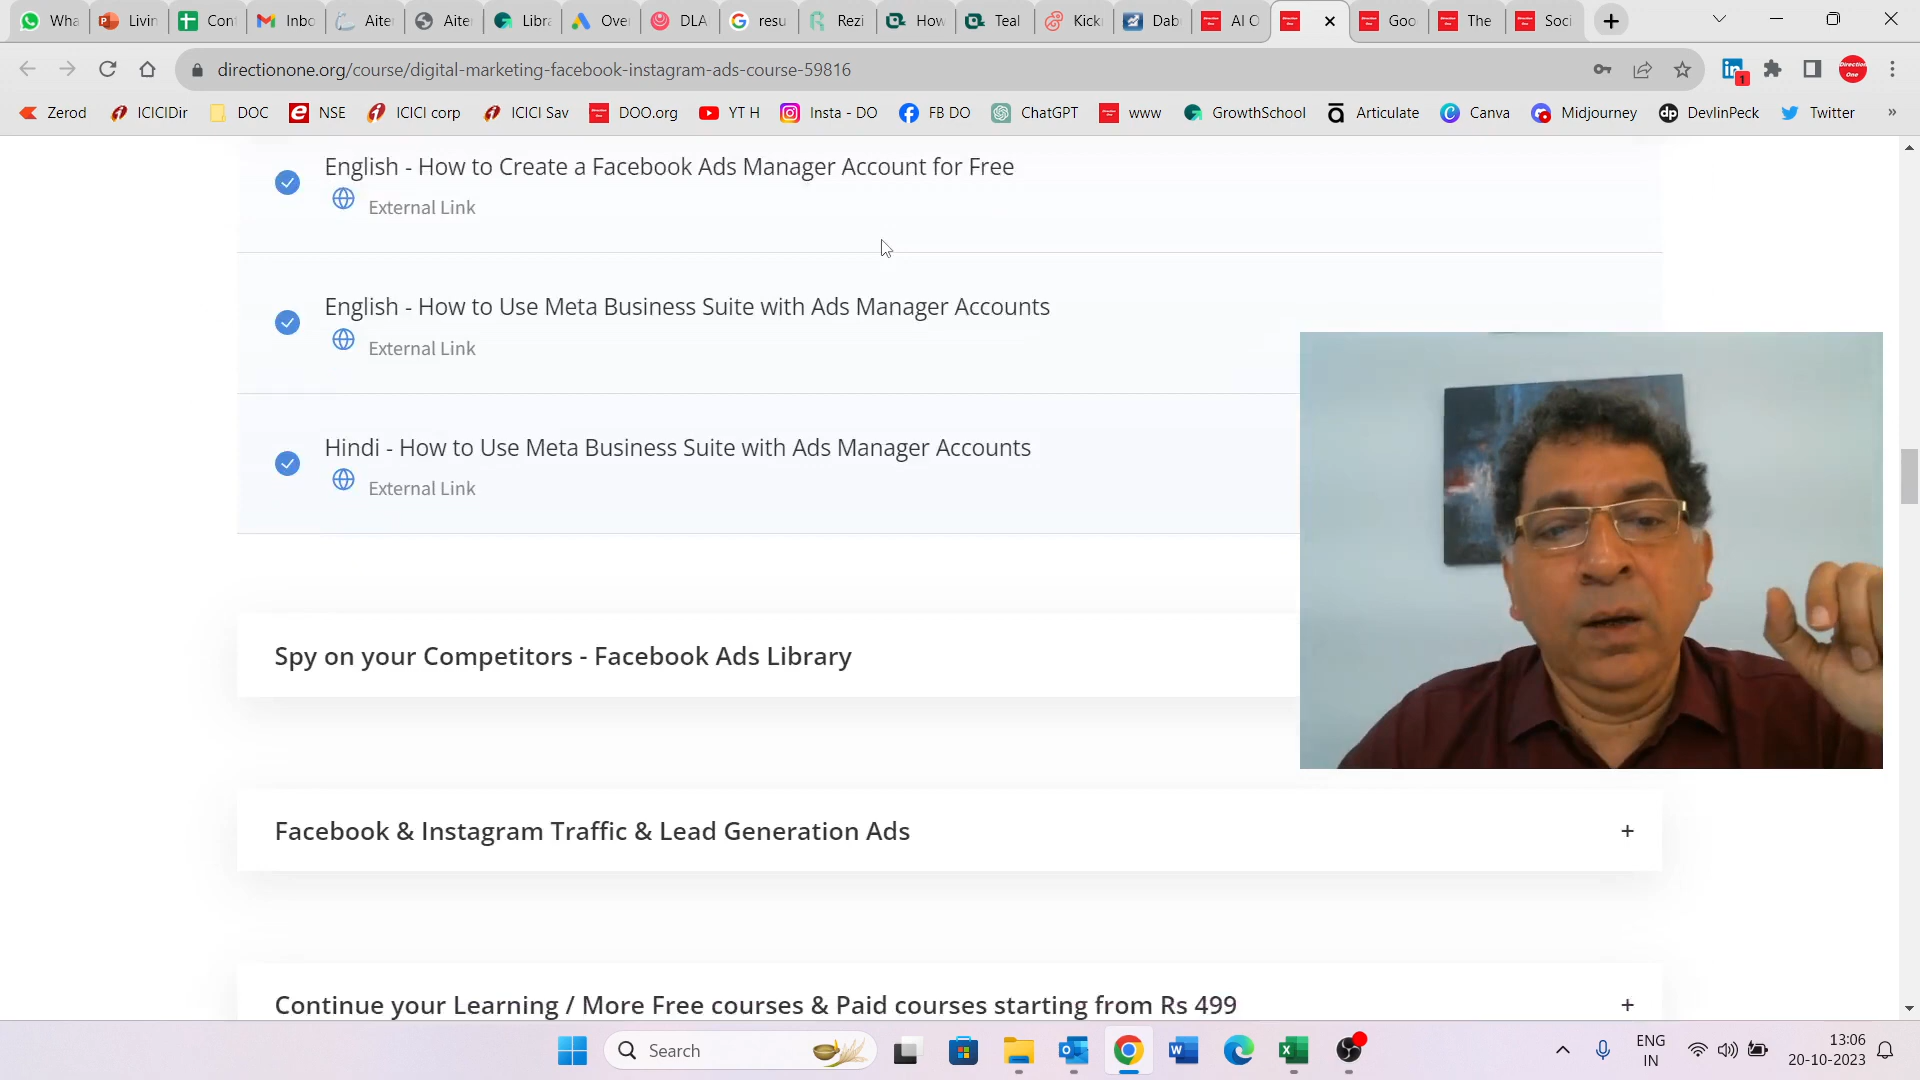 Wha
Livin
Con
Inbo
Aite
Aite
Libra
Over
DLA
resu
Rezi
How
Teal
Kick
Dab
AI O
Goo
The
Soci
directionone.org/course/digital-marketing-facebook-instagram-ads-course-59816
1
Zerod
ICICIDir
DOC
NSE
ICICI corp
ICICI Sav
DOO.org
YT H
Insta - DO
FB DO
ChatGPT
www
GrowthSchool
Articulate
Canva
Midjourney
DevlinPeck
Twitter
»
English - How to Create a Facebook Ads Manager Account for Free
External Link
English - How to Use Meta Business Suite with Ads Manager Accounts
External Link
Hindi - How to Use Meta Business Suite with Ads Manager Accounts
External Link
Spy on your Competitors - Facebook Ads Library
Facebook & Instagram Traffic & Lead Generation Ads
+
Continue your Learning / More Free courses & Paid courses starting from Rs 499
+
Search
ENG
IN
13:06
20-10-2023